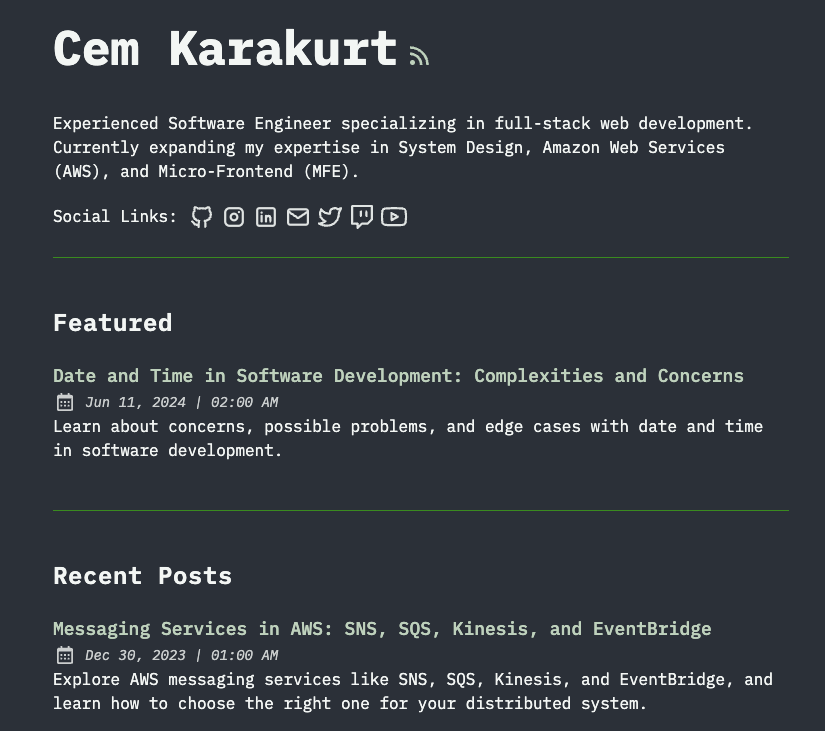 Cem Karakurt
Experienced Software Engineer specializing in full-stack web development.
Currently expanding my expertise in System Design, Amazon Web Services
(AWS), and Micro-Frontend (MFE).
Social Links:
Featured
Date and Time in Software Development: Complexities and Concerns
Jun 11, 2024 | 02:00 AM
Learn about concerns, possible problems, and edge cases with date and time
in software development.
Recent Posts
Messaging Services in AWS: SNS, SQS, Kinesis, and EventBridge
Dec 30, 2023 | 01:00 AM
Explore AWS messaging services like SNS, SQS, Kinesis, and EventBridge, and
learn how to choose the right one for your distributed system.